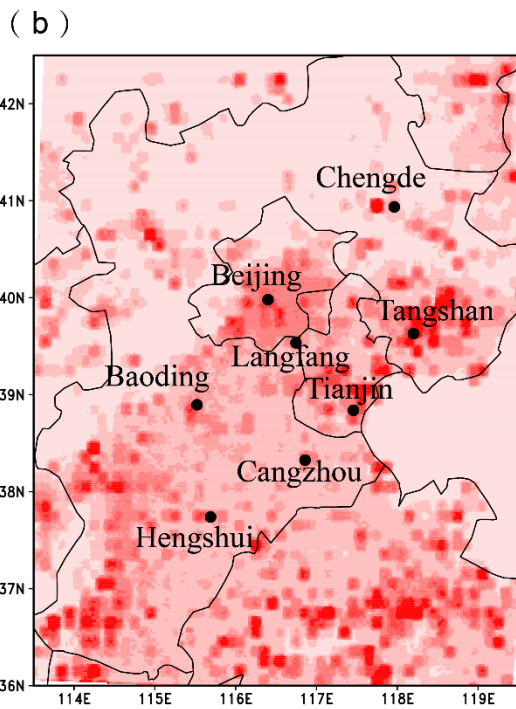 ( b )
42N
Chengde
41N
Beijing
40N
Tangshan
Langfang
Baoding
39N
Tianjin
Cangzhou
38N
Hengshui
37N
36N
114E 115E 116E 117E 118E 119E